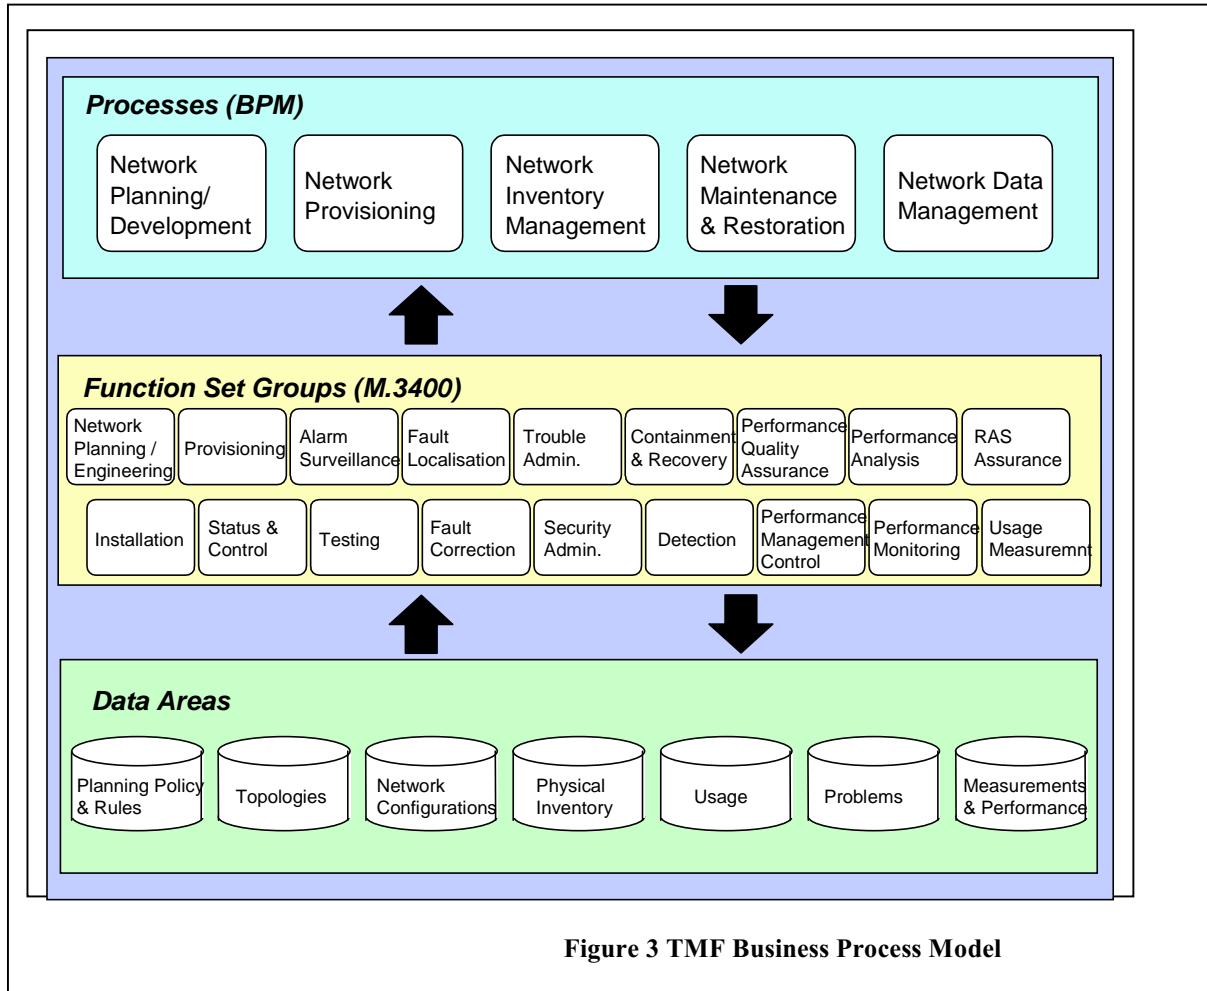 Processes (BPM)
Network
Planning/
Development
Network
Provisioning
Network
Inventory
Management
Network
Maintenance
& Restoration
Network Data
Management
Function Set Groups (M.3400)
Network
Planning /
Engineering
Provisioning
Alarm
Surveillance
Fault
Localisation
Trouble
Admin.
Containment
& Recovery
Performance
Quality
Assurance
Performance
Analysis
RAS
Assurance
Installation
Status &
Control
Testing
Fault
Correction
Security
Admin.
Detection
Performance
Management
Control
Performance
Monitoring
Usage
Measuremnt
Data Areas
Planning Policy
& Rules
Topologies
Network
Configurations
Physical
Inventory
Usage
Problems
Measurements
& Performance
Figure 3 TMF Business Process Model